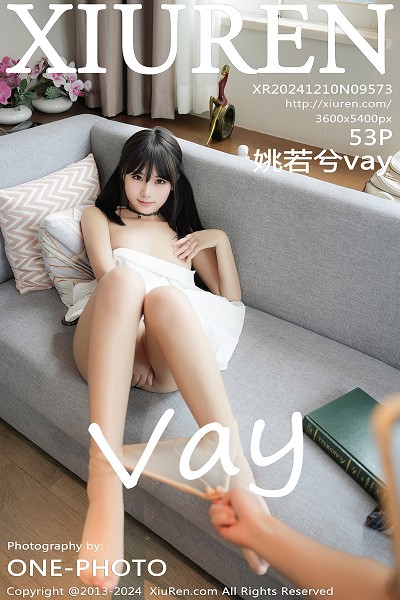 XIUREN
XR20241210N09573
http://xiuren.com/
3600x5400px
53P
姚若兮vay
Vay
Photography by:
ONE-PHOTO
Copyright @2013-2024 XiuRen.com All Rights Reserved